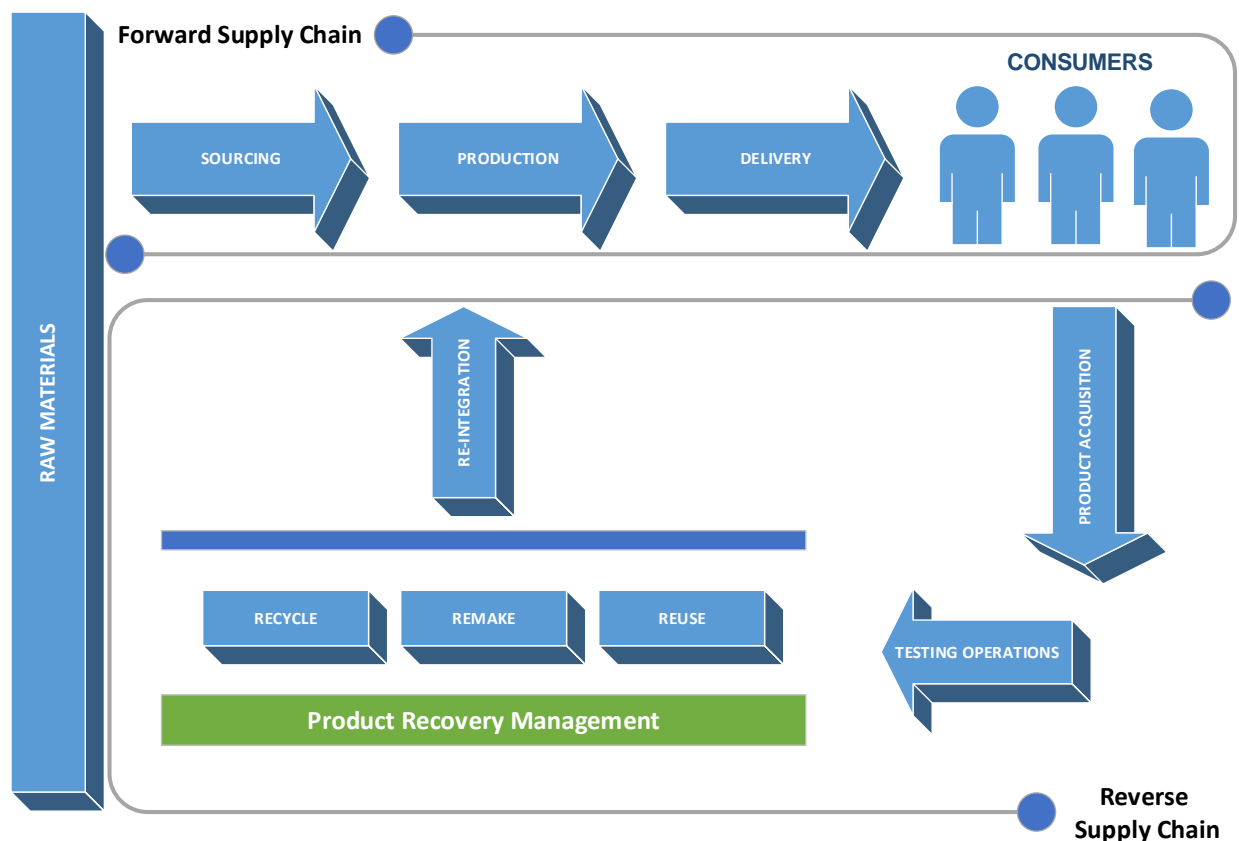 Forward Supply Chain
CONSUMERS
SOURCING
PRODUCTION
DELIVERY
RAW MATERIALS
RE-INTEGRATION
PRODUCT ACQUISITION
RECYCLE
REMAKE
REUSE
TESTING OPERATIONS
Product Recovery Management
Reverse
Supply Chain